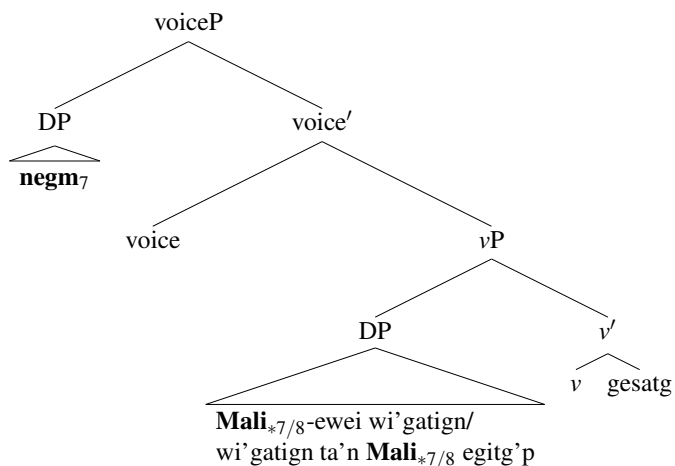 voiceP
DP voice′
negm₇
voice vP
DP v′
v gesatg
Mali∗₇/₈-ewei wi’gatign/
wi’gatign ta’n Mali∗₇/₈ egitg’p